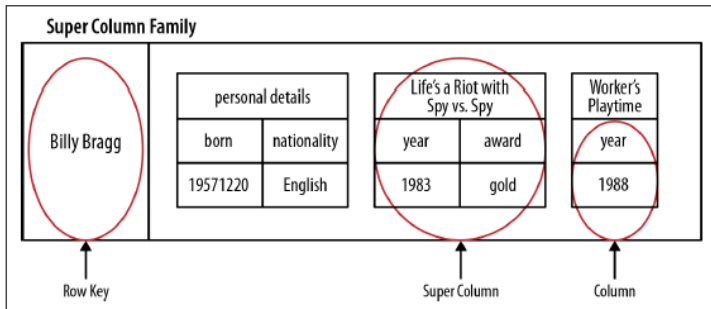 Super Column Family
Billy Bragg
personal details
born nationality
19571220 English
Life's a Riot with
Spy vs. Spy
year award
1983 gold
Worker's
Playtime
year
1988
Row Key
Super Column
Column